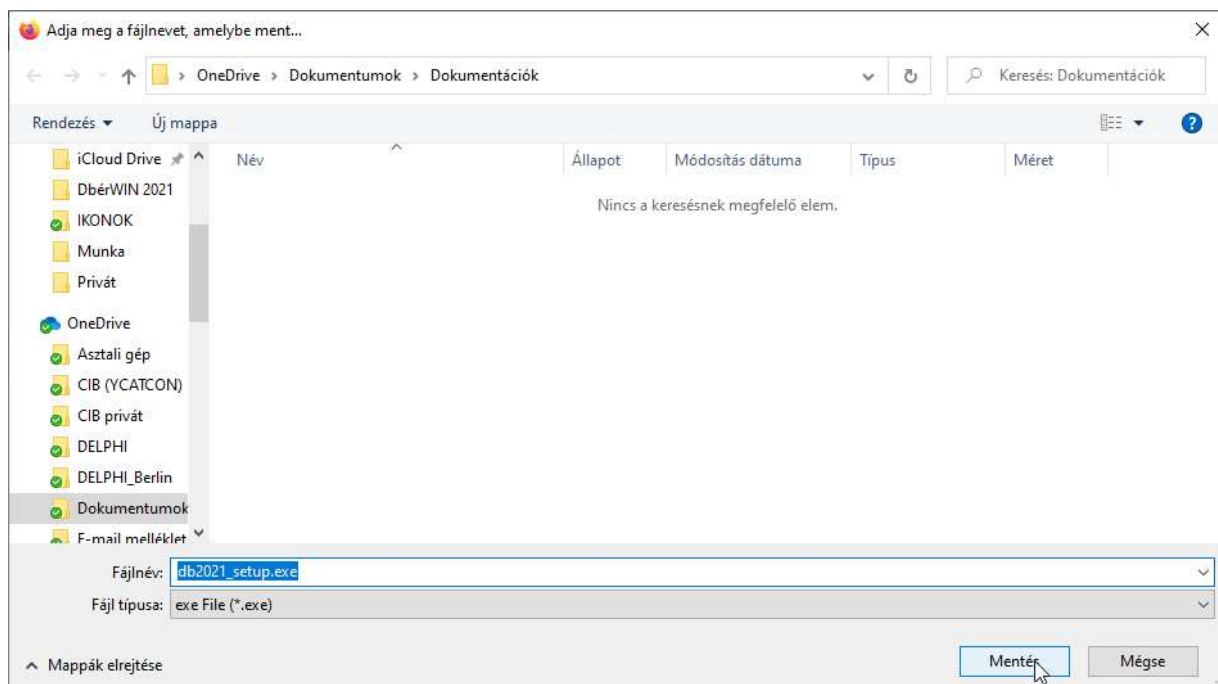 Adja meg a fájlnevet, amelybe ment...
OneDrive › Dokumentumok › Dokumentációk
Keresés: Dokumentációk
Rendezés Új mappa
Név Állapot Módosítás dátuma Típus Méret
Nincs a keresésnek megfelelő elem.
iCloud Drive
DbérWIN 2021
IKONOK
Munka
Privát
OneDrive
Asztali gép
CIB (YCATCON)
CIB privát
DELPHI
DELPHI_Berlin
Dokumentumok
E-mail melléklet
Fájlnév: db2021_setup.exe
Fájl típusa: exe File (*.exe)
Mappák elrejtése
Mentés Mégse